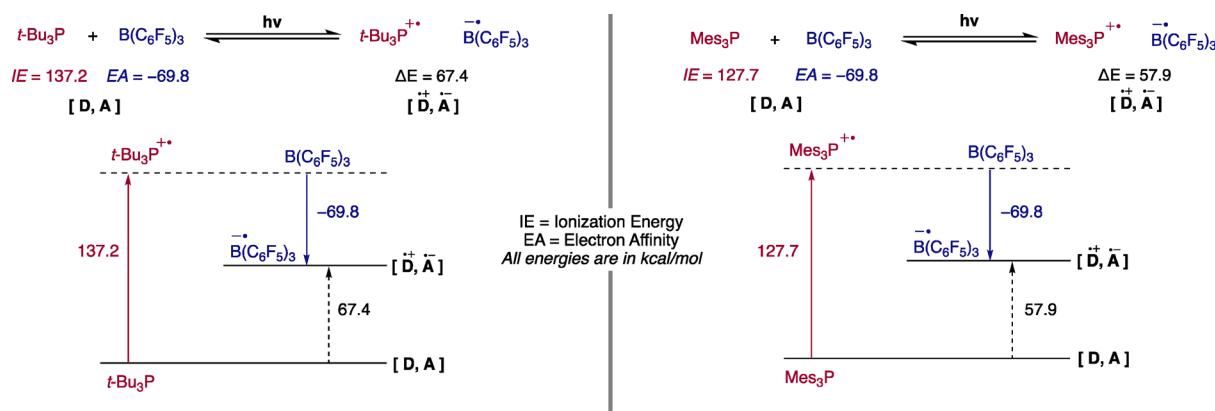 hv
t-Bu₃P + B(C₆F₅)₃ t-Bu₃P⁺• −• B(C₆F₅)₃
IE = 137.2 EA = −69.8 ΔE = 67.4
[ D, A ] [ D•+, A•− ]
t-Bu₃P⁺• B(C₆F₅)₃
−69.8
137.2
−• B(C₆F₅)₃
[ D•+, A•− ]
67.4
[ D, A ]
t-Bu₃P
IE = Ionization Energy
EA = Electron Affinity
All energies are in kcal/mol
hv
Mes₃P + B(C₆F₅)₃ Mes₃P⁺• −• B(C₆F₅)₃
IE = 127.7 EA = −69.8 ΔE = 57.9
[ D, A ] [ D•+, A•− ]
Mes₃P⁺• B(C₆F₅)₃
−69.8
127.7
−• B(C₆F₅)₃
[ D•+, A•− ]
57.9
[ D, A ]
Mes₃P